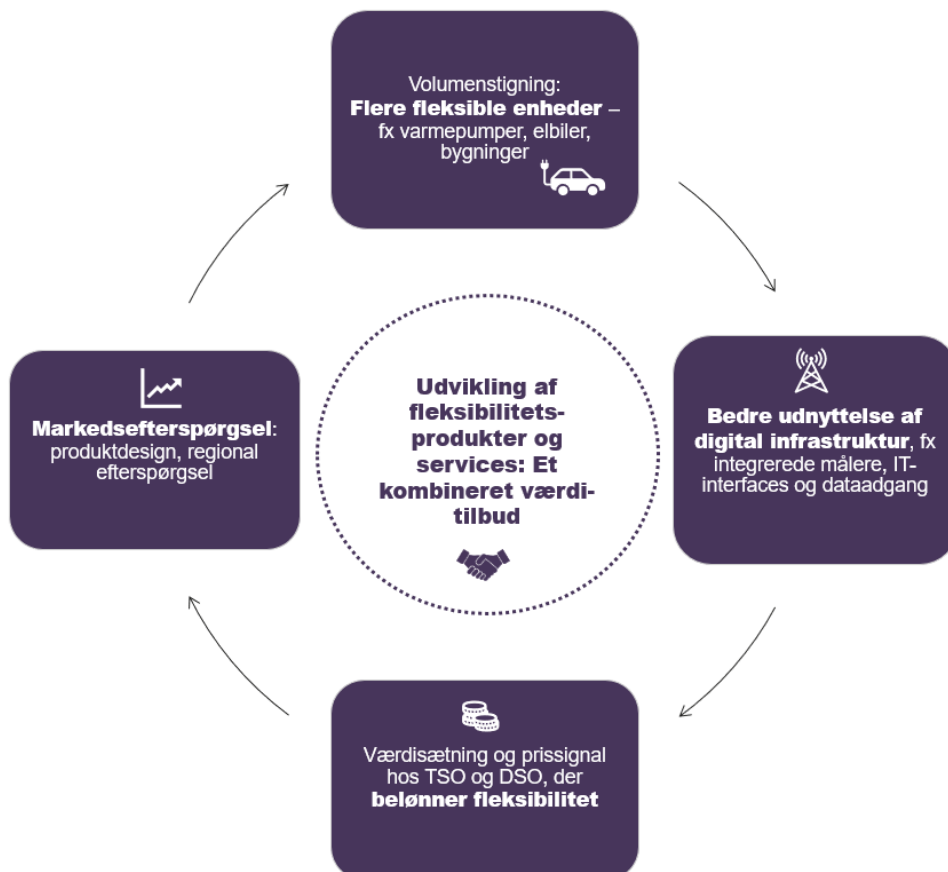 Volumenstigning:
Flere fleksible enheder –
fx varmepumper, elbiler,
bygninger
Bedre udnyttelse af
digital infrastruktur, fx
integrerede målere, IT-
interfaces og dataadgang
Værdisætning og prissignal
hos TSO og DSO, der
belønner fleksibilitet
Markedsefterspørgsel:
produktdesign, regional
efterspørgsel
Udvikling af
fleksibilitets-
produkter og
services: Et
kombineret værdi-
tilbud